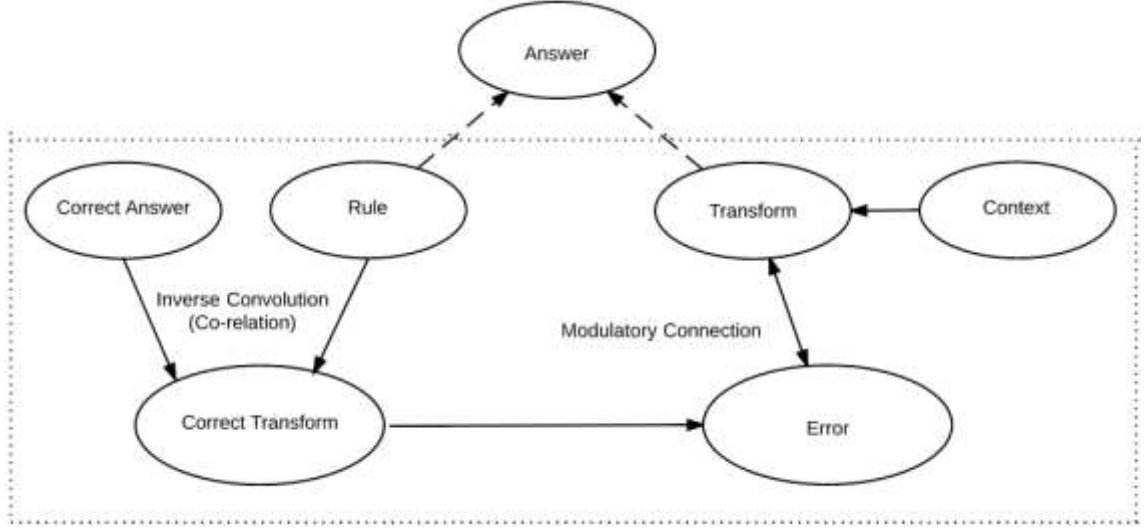 Answer
Correct Answer
Rule
Transform
Context
Inverse Convolution
(Co-relation)
Modulatory Connection
Correct Transform
Error